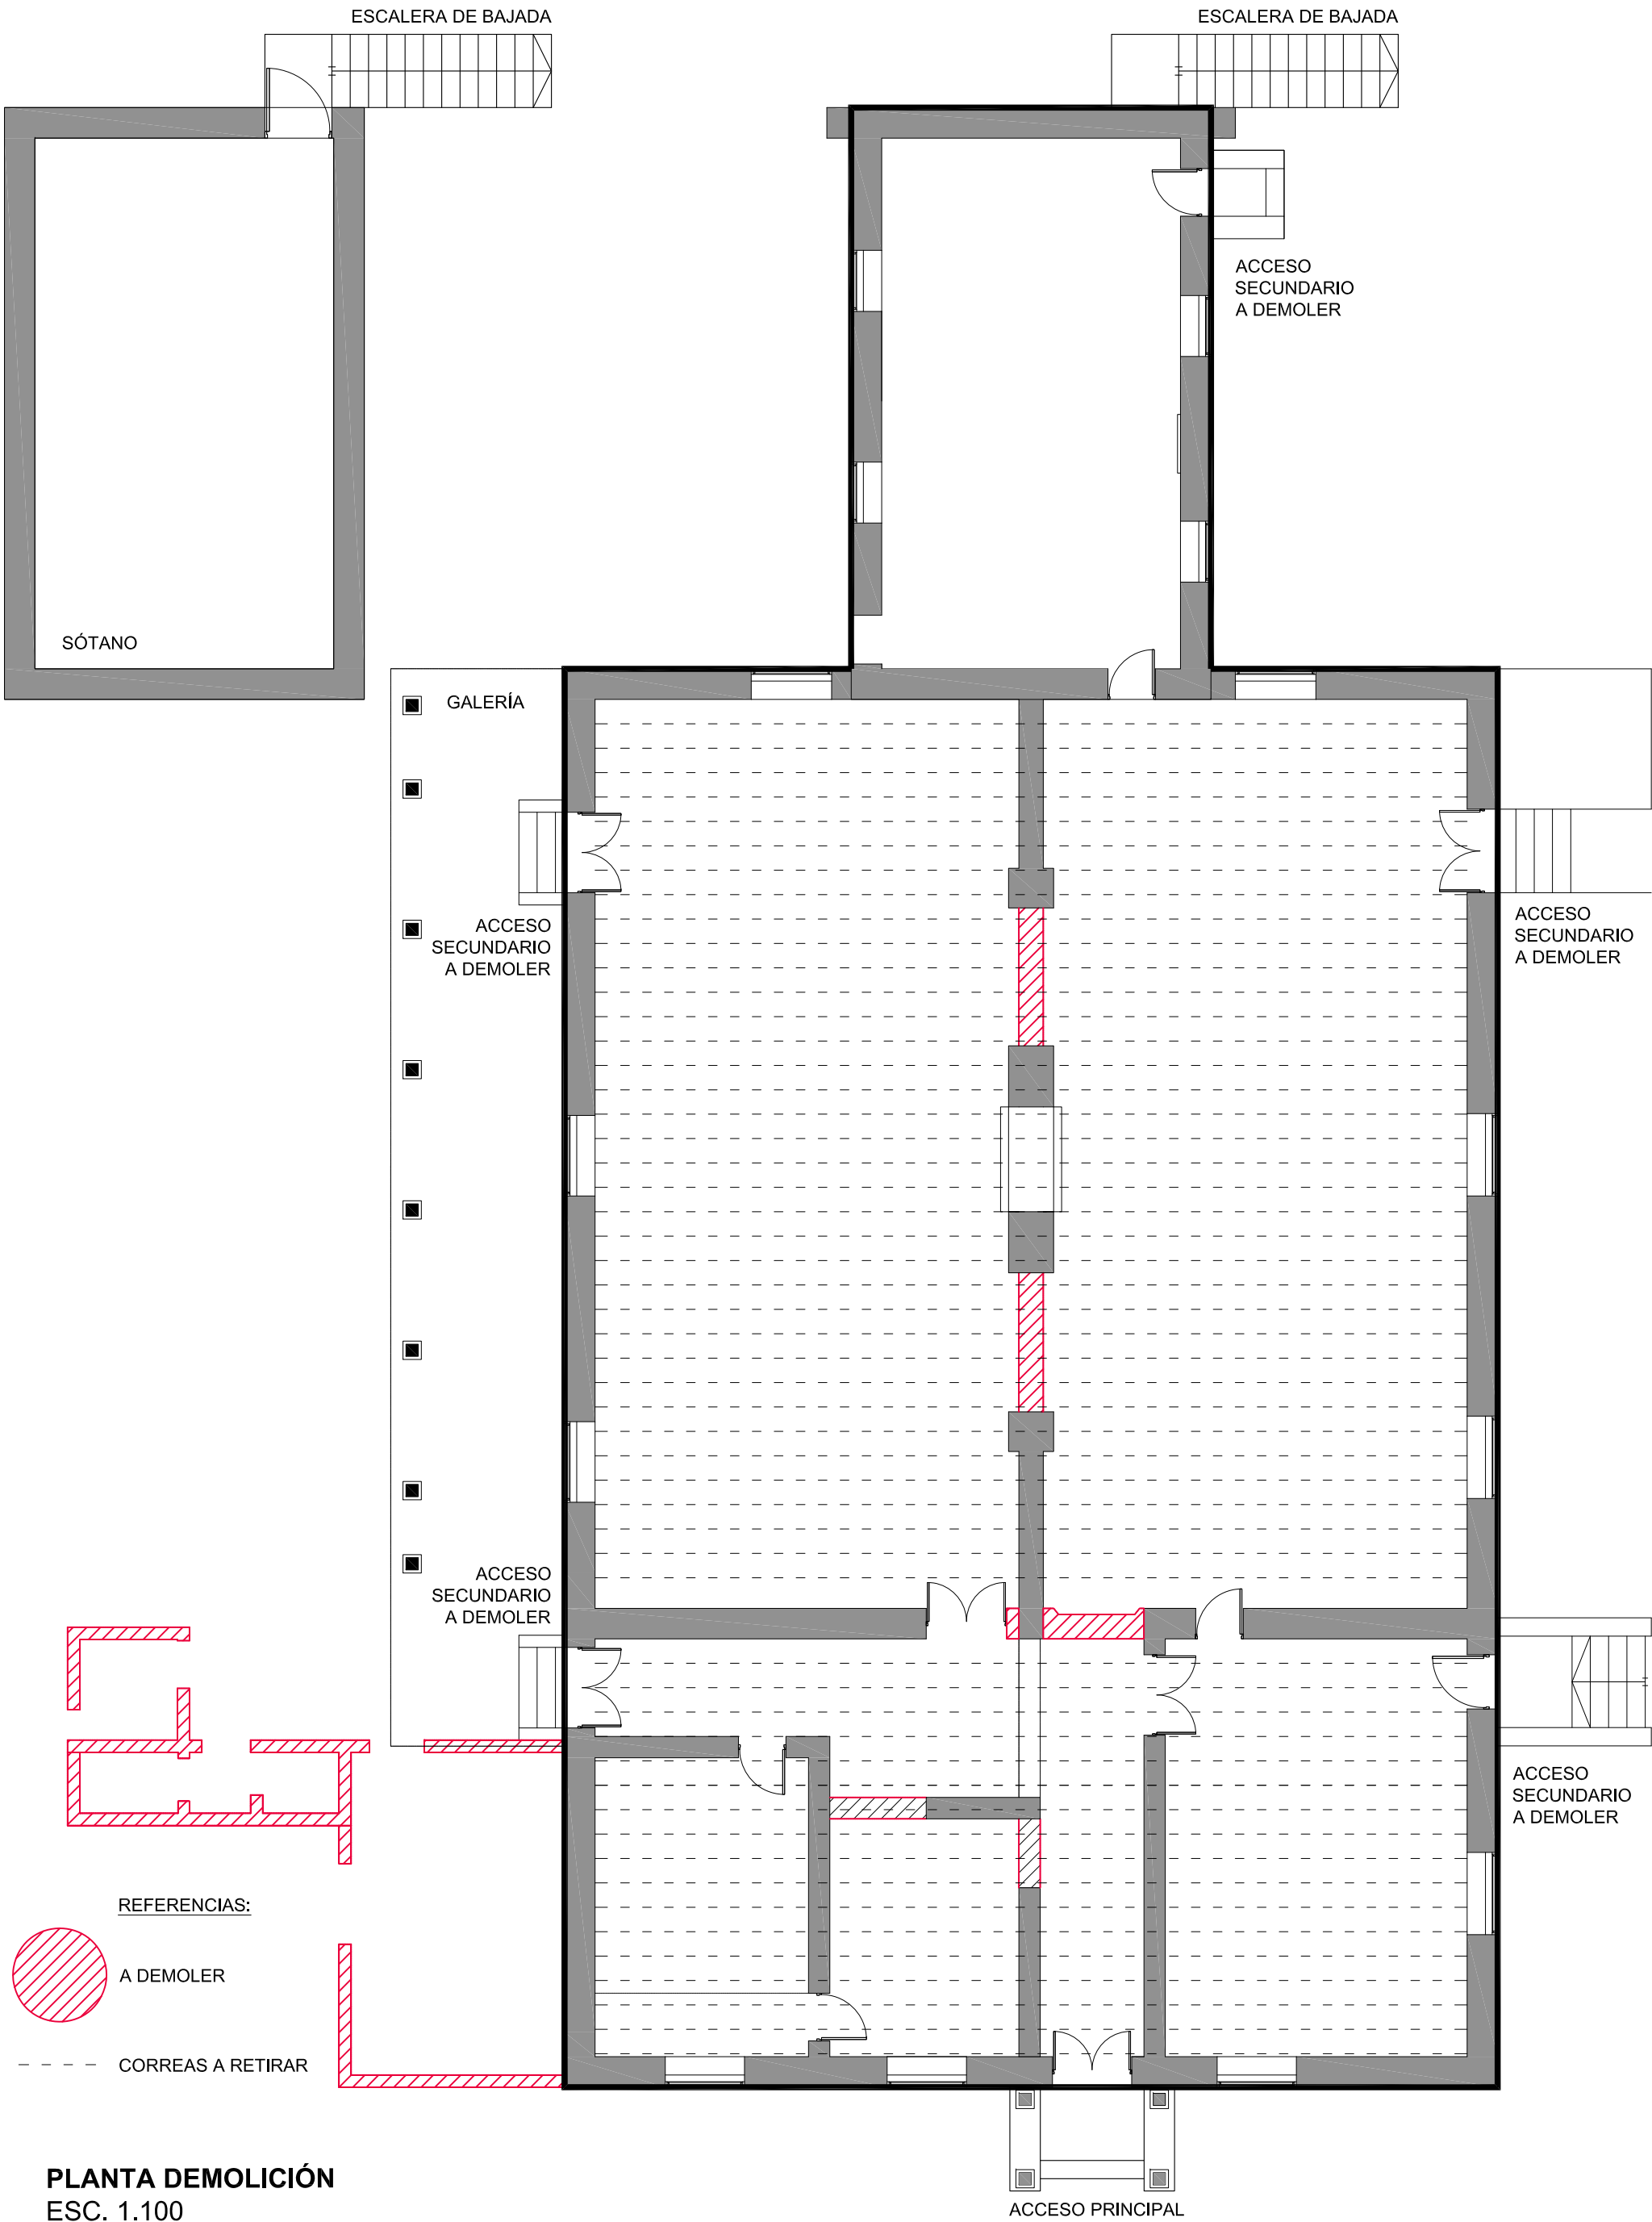 ESCALERA DE BAJADA
ESCALERA DE BAJADA
ACCESO
SECUNDARIO
A DEMOLER
SÓTANO
GALERÍA
ACCESO
SECUNDARIO
A DEMOLER
ACCESO
SECUNDARIO
A DEMOLER
ACCESO
SECUNDARIO
A DEMOLER
ACCESO
SECUNDARIO
A DEMOLER
REFERENCIAS:
A DEMOLER
CORREAS A RETIRAR
PLANTA DEMOLICIÓN
ESC. 1.100
ACCESO PRINCIPAL